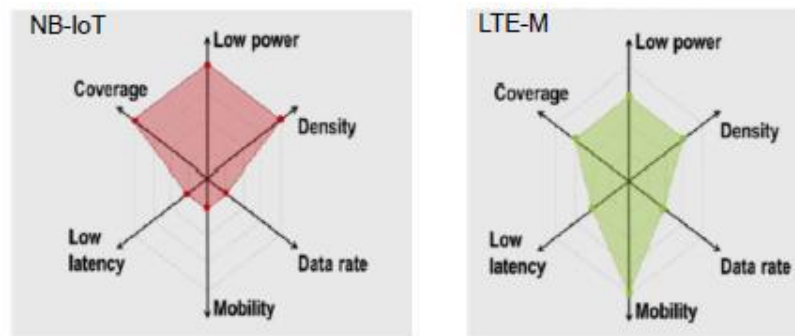 NB-IoT
Low power
Coverage
Density
Low
latency
Data rate
Mobility
LTE-M
Low power
Coverage
Density
Low
latency
Data rate
Mobility